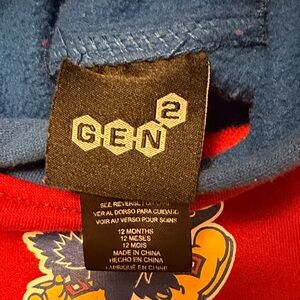 GEN2
SEE REVERSE FOR CARE
VER AL DORSO PARA CUIDADO
VOIR AU VERSO POUR SOINS
12 MONTHS
12 MESES
12 MOIS
MADE IN CHINA
HECHO EN CHINA
FABRIQUÉ EN CHINE